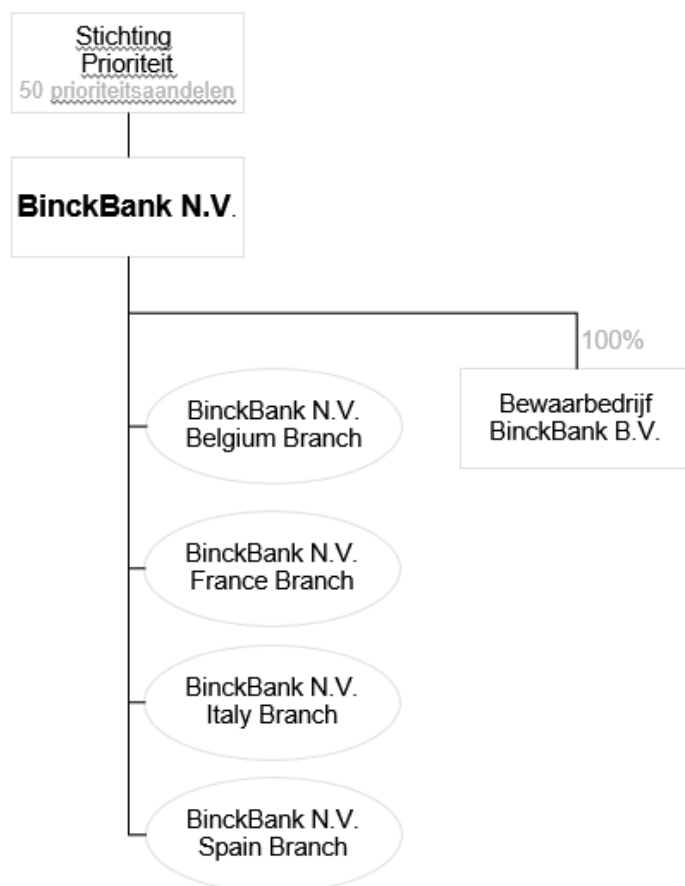 Stichting
Prioriteit
50 prioriteitsaandelen
BinckBank N.V.
100%
BinckBank N.V.
Belgium Branch
Bewaarbedrijf
BinckBank B.V.
BinckBank N.V.
France Branch
BinckBank N.V.
Italy Branch
BinckBank N.V.
Spain Branch